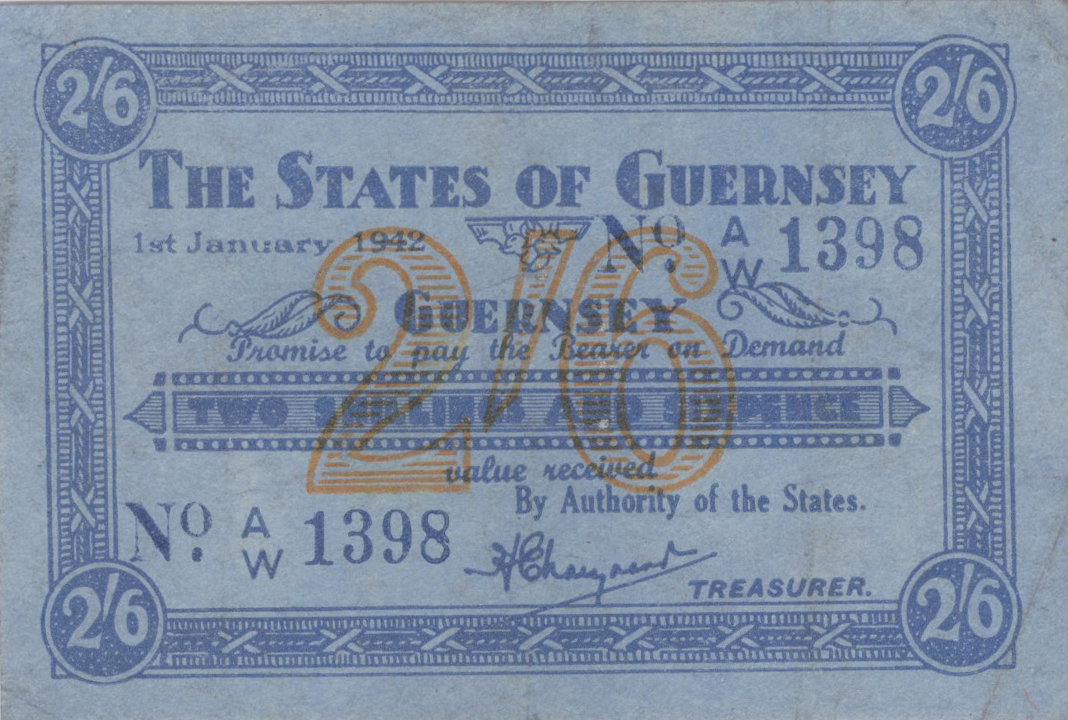 2/6 2/6
THE STATES OF GUERNSEY
1st January 1942 No. A/W 1398
GUERNSEY
Promise to pay the Bearer on Demand
2/6
TWO SHILLINGS AND SIXPENCE
value received
By Authority of the States.
No. A/W 1398
TREASURER.
2/6 2/6